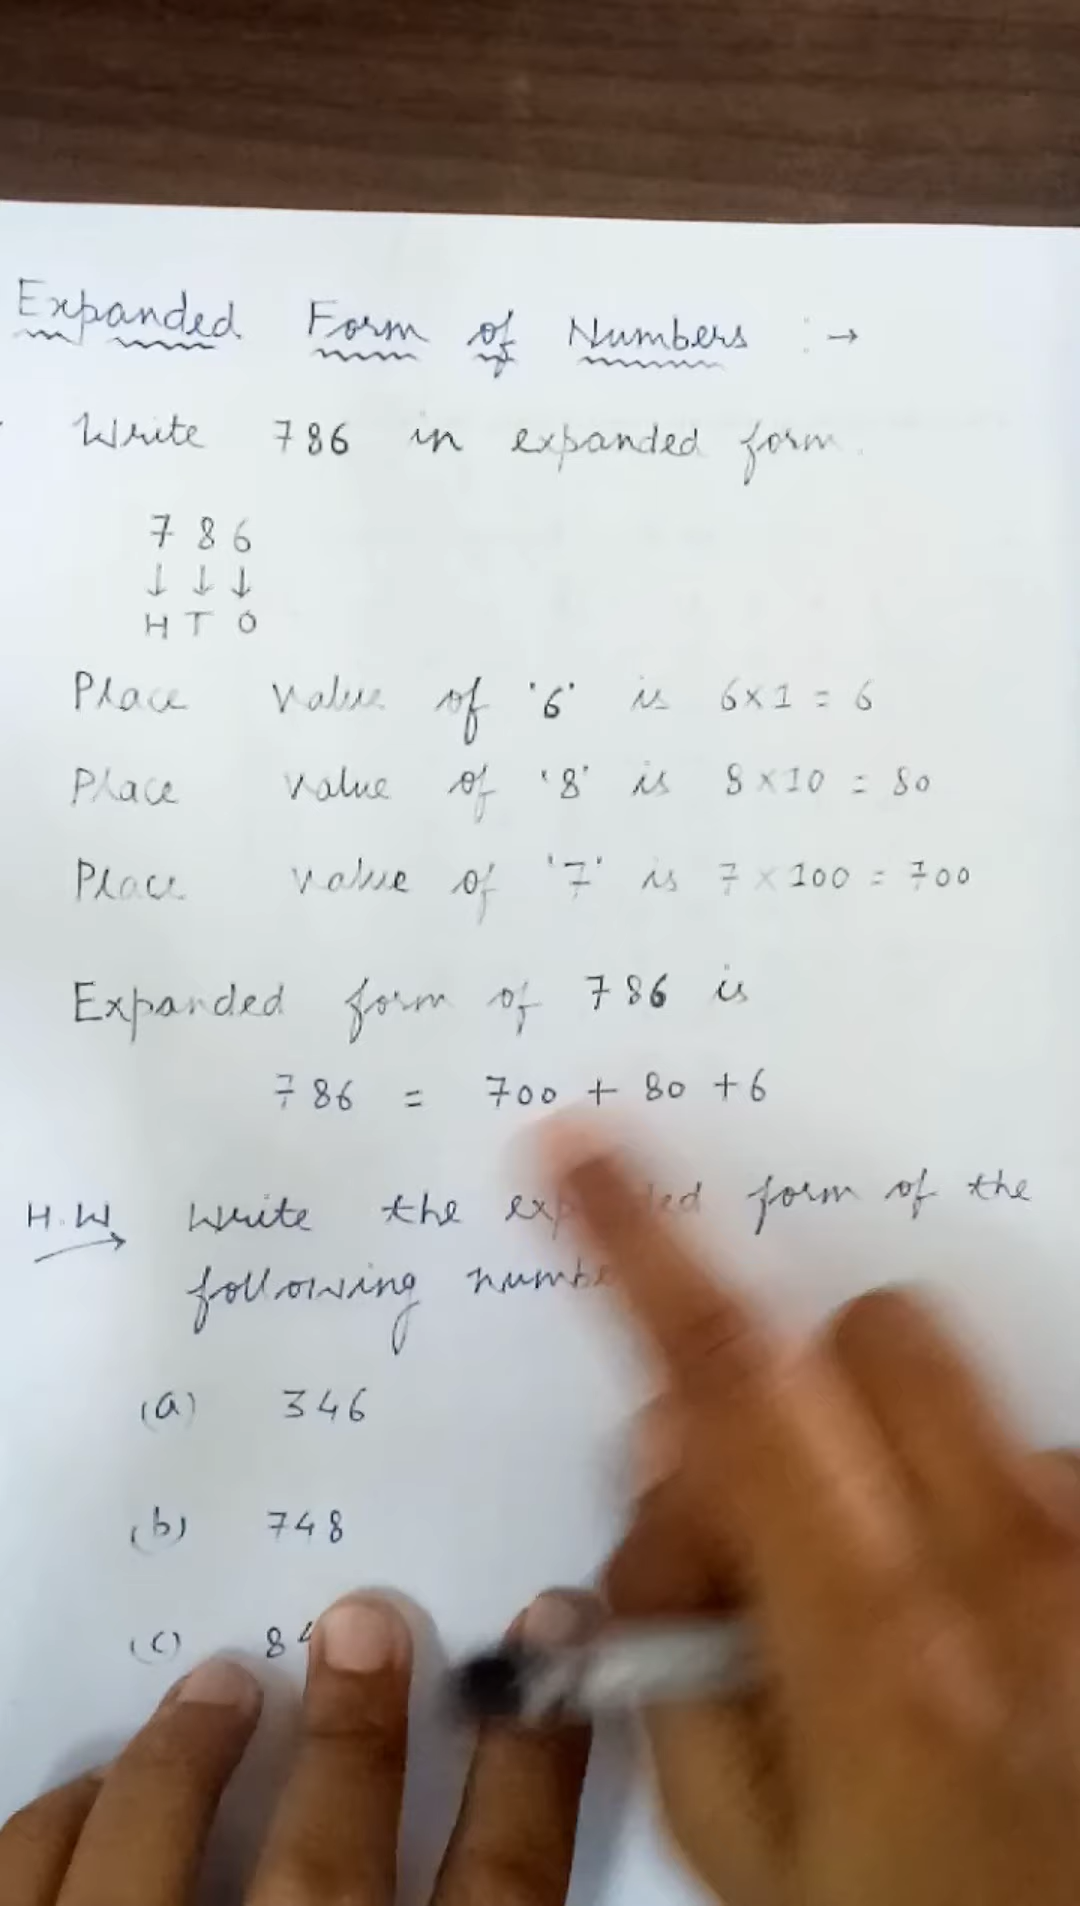 Expanded Form of Numbers :→
Write 786 in expanded form.
7 8 6
↓ ↓ ↓
H T O
Place value of '6' is 6×1 = 6
Place value of '8' is 8×10 = 80
Place value of '7' is 7×100 = 700
Expanded form of 786 is
786 = 700 + 80 + 6
H.W Write the form of the
following
(a) 346
(b) 748
(c)